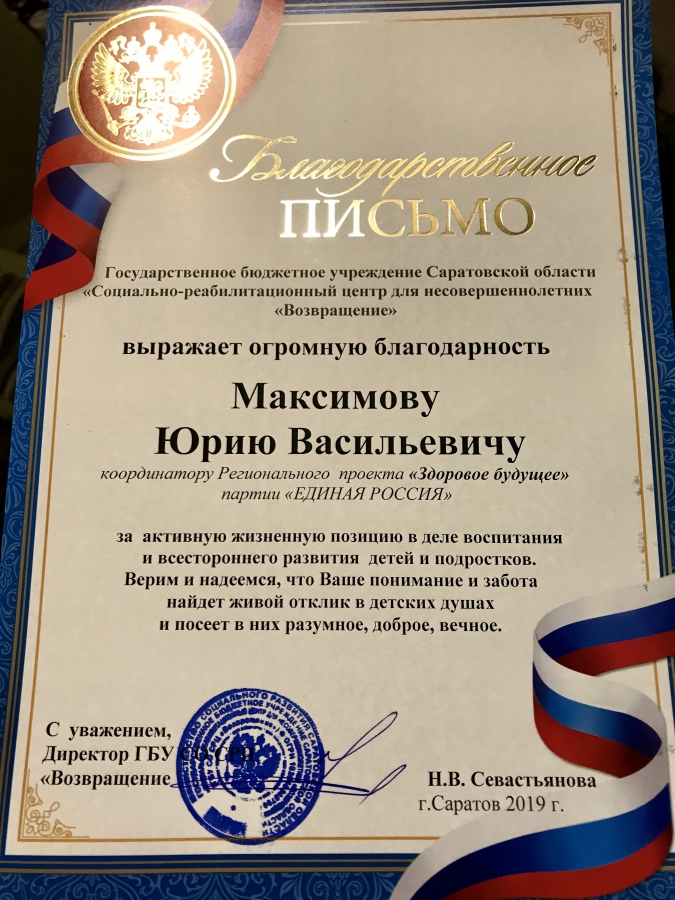 Благодарственное
ПИСЬМО
Государственное бюджетное учреждение Саратовской области
«Социально-реабилитационный центр для несовершеннолетних
«Возвращение»
выражает огромную благодарность
Максимову
Юрию Васильевичу
координатору Регионального проекта «Здоровое будущее»
партии «ЕДИНАЯ РОССИЯ»
за активную жизненную позицию в деле воспитания
и всестороннего развития детей и подростков.
Верим и надеемся, что Ваше понимание и забота
найдет живой отклик в детских душах
и посеет в них разумное, доброе, вечное.
С уважением,
Директор ГБУ СО СРЦ
«Возвращение
Н.В. Севастьянова
г.Саратов 2019 г.